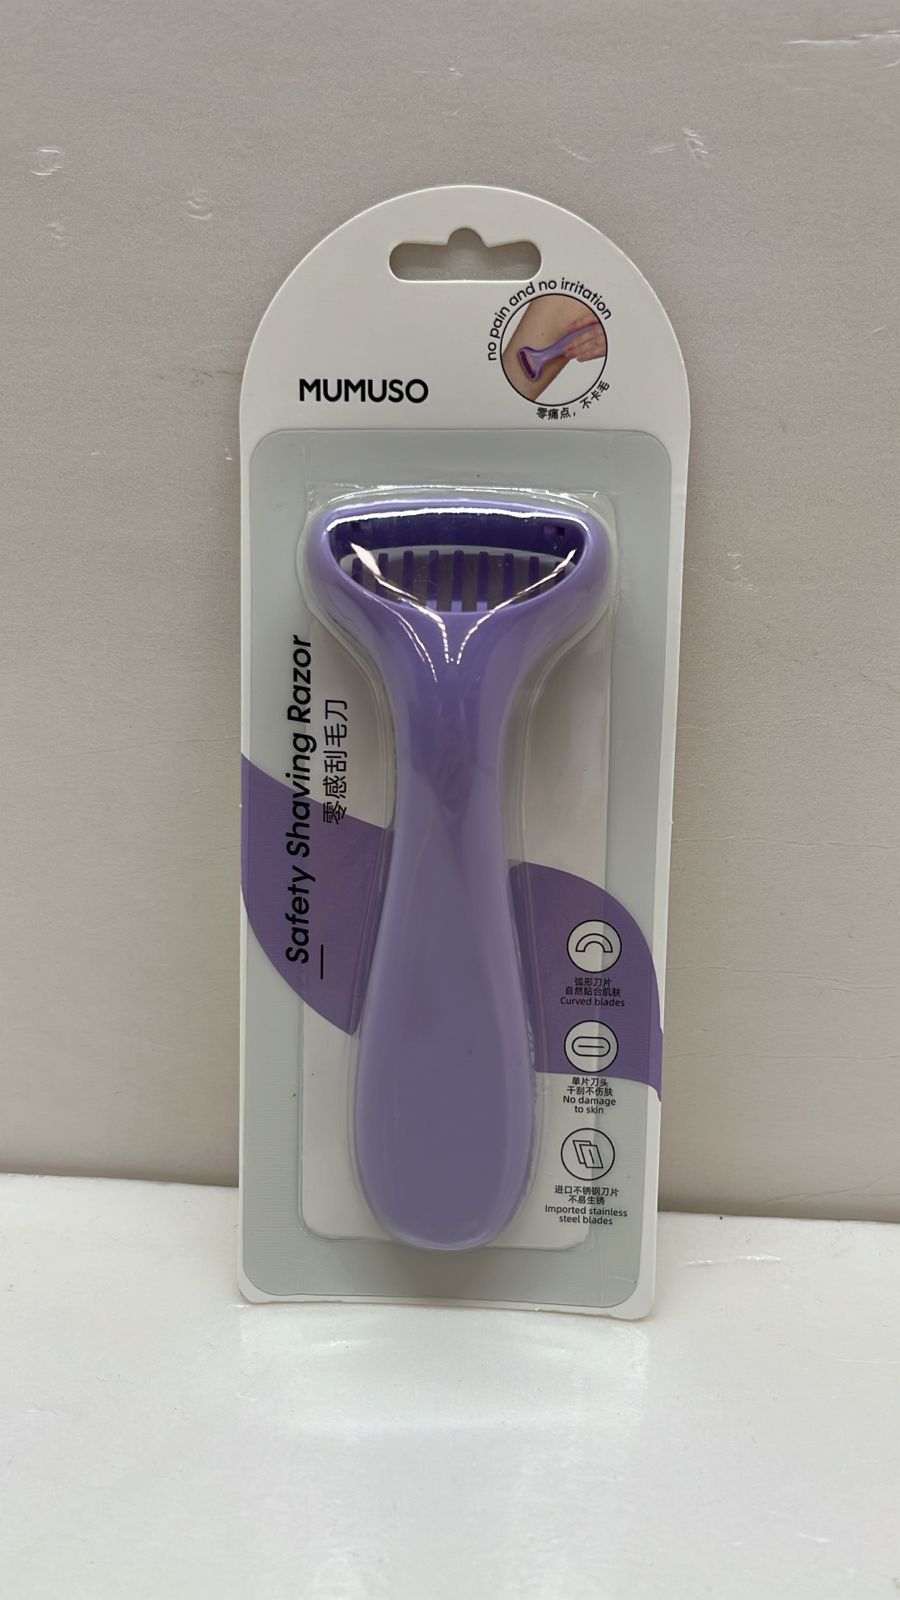 no pain and no irritation
零痛点，不卡毛
MUMUSO
Safety Shaving Razor
零感刮毛刀
弧形刀片
自然贴合肌肤
Curved blades
单片刀头
干刮不伤肤
No damage
to skin
进口不锈钢刀片
不易生锈
Imported stainless
steel blades